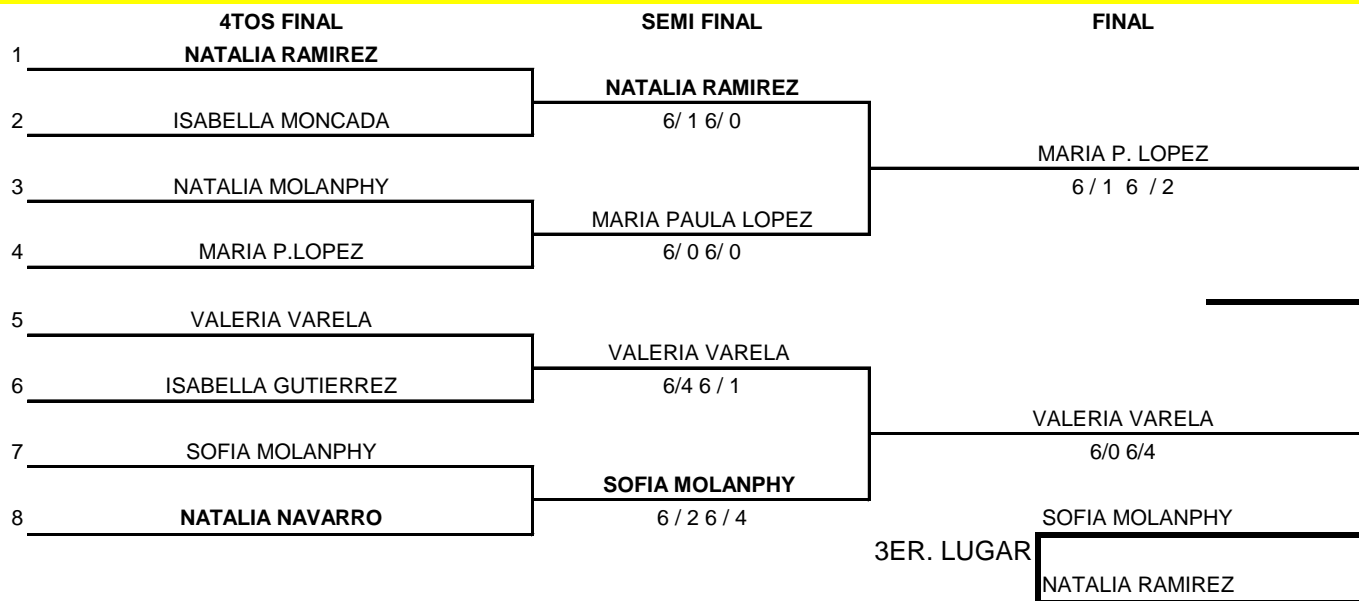 4TOS FINAL SEMI FINAL FINAL
1 NATALIA RAMIREZ
NATALIA RAMIREZ
2 ISABELLA MONCADA 6/ 1 6/ 0
MARIA P. LOPEZ
3 NATALIA MOLANPHY 6 / 1 6 / 2
MARIA PAULA LOPEZ
4 MARIA P.LOPEZ 6/ 0 6/ 0
5 VALERIA VARELA
VALERIA VARELA
6 ISABELLA GUTIERREZ 6/4 6 / 1
VALERIA VARELA
7 SOFIA MOLANPHY 6/0 6/4
SOFIA MOLANPHY
8 NATALIA NAVARRO 6 / 2 6 / 4 SOFIA MOLANPHY
3ER. LUGAR
NATALIA RAMIREZ